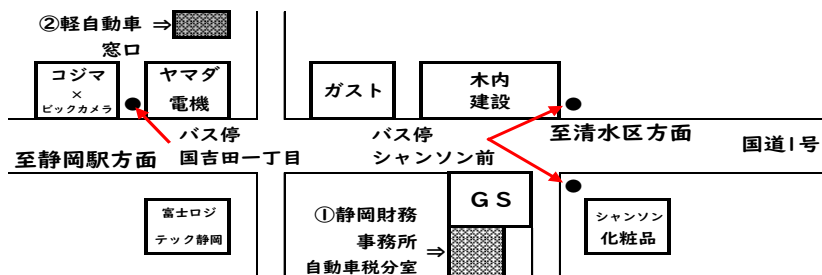 ②軽自動車 ⇒
窓口
コジマ
×
ビックカメラ
ヤマダ
電機
ガスト
木内
建設
バス停
国吉田一丁目
バス停
シャンソン前
至清水区方面
国道1号
至静岡駅方面
富士ロジ
テック静岡
①静岡財務
事務所 ⇒
自動車税分室
GS
シャンソン
化粧品